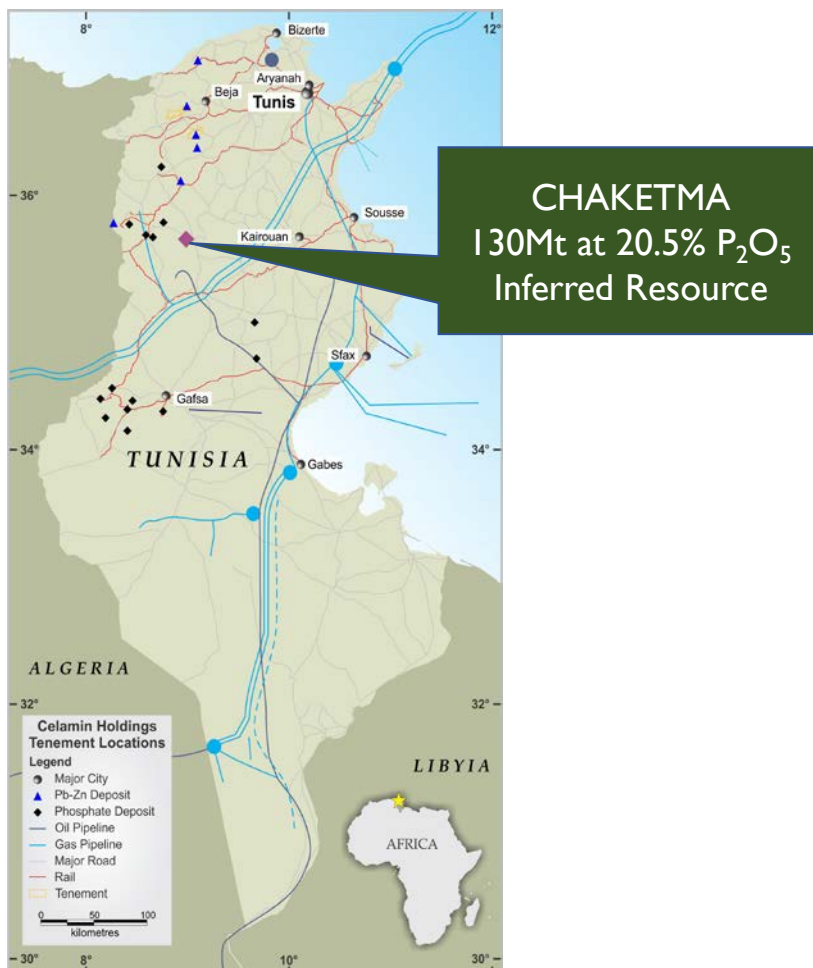 8°
10°
12°
Bizerte
Aryanah
Beja
Tunis
36°
Sousse
Kairouan
CHAKETMA
130Mt at 20.5% P₂O₅
Inferred Resource
Sfax
Gafsa
34°
34°
TUNISIA
Gabes
ALGERIA
32°
32°
LIBYIA
Celamin Holdings
Tenement Locations
Legend
Major City
Pb-Zn Deposit
Phosphate Deposit
Oil Pipeline
Gas Pipeline
Major Road
Rail
Tenement
0 50 100
kilometres
AFRICA
30°
8°
10°
30°